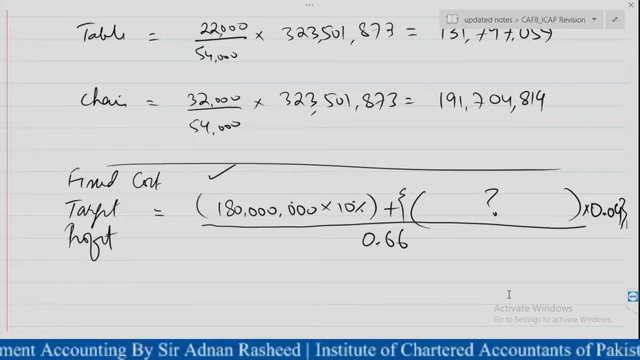 updated notes > CAF8_ICAP Revision
Table = 22,000 / 54,000 × 323,501,873 = 131,797,059
Chair = 32,000 / 54,000 × 323,501,873 = 191,704,814
Fixed Cost ✓
Target Profit = (180,000,000 × 10%) + {( ? ) × 0.04
0.66
Activate Windows
Go to Settings to activate Windows.
ment Accounting By Sir Adnan Rasheed | Institute of Chartered Accountants of Pakist